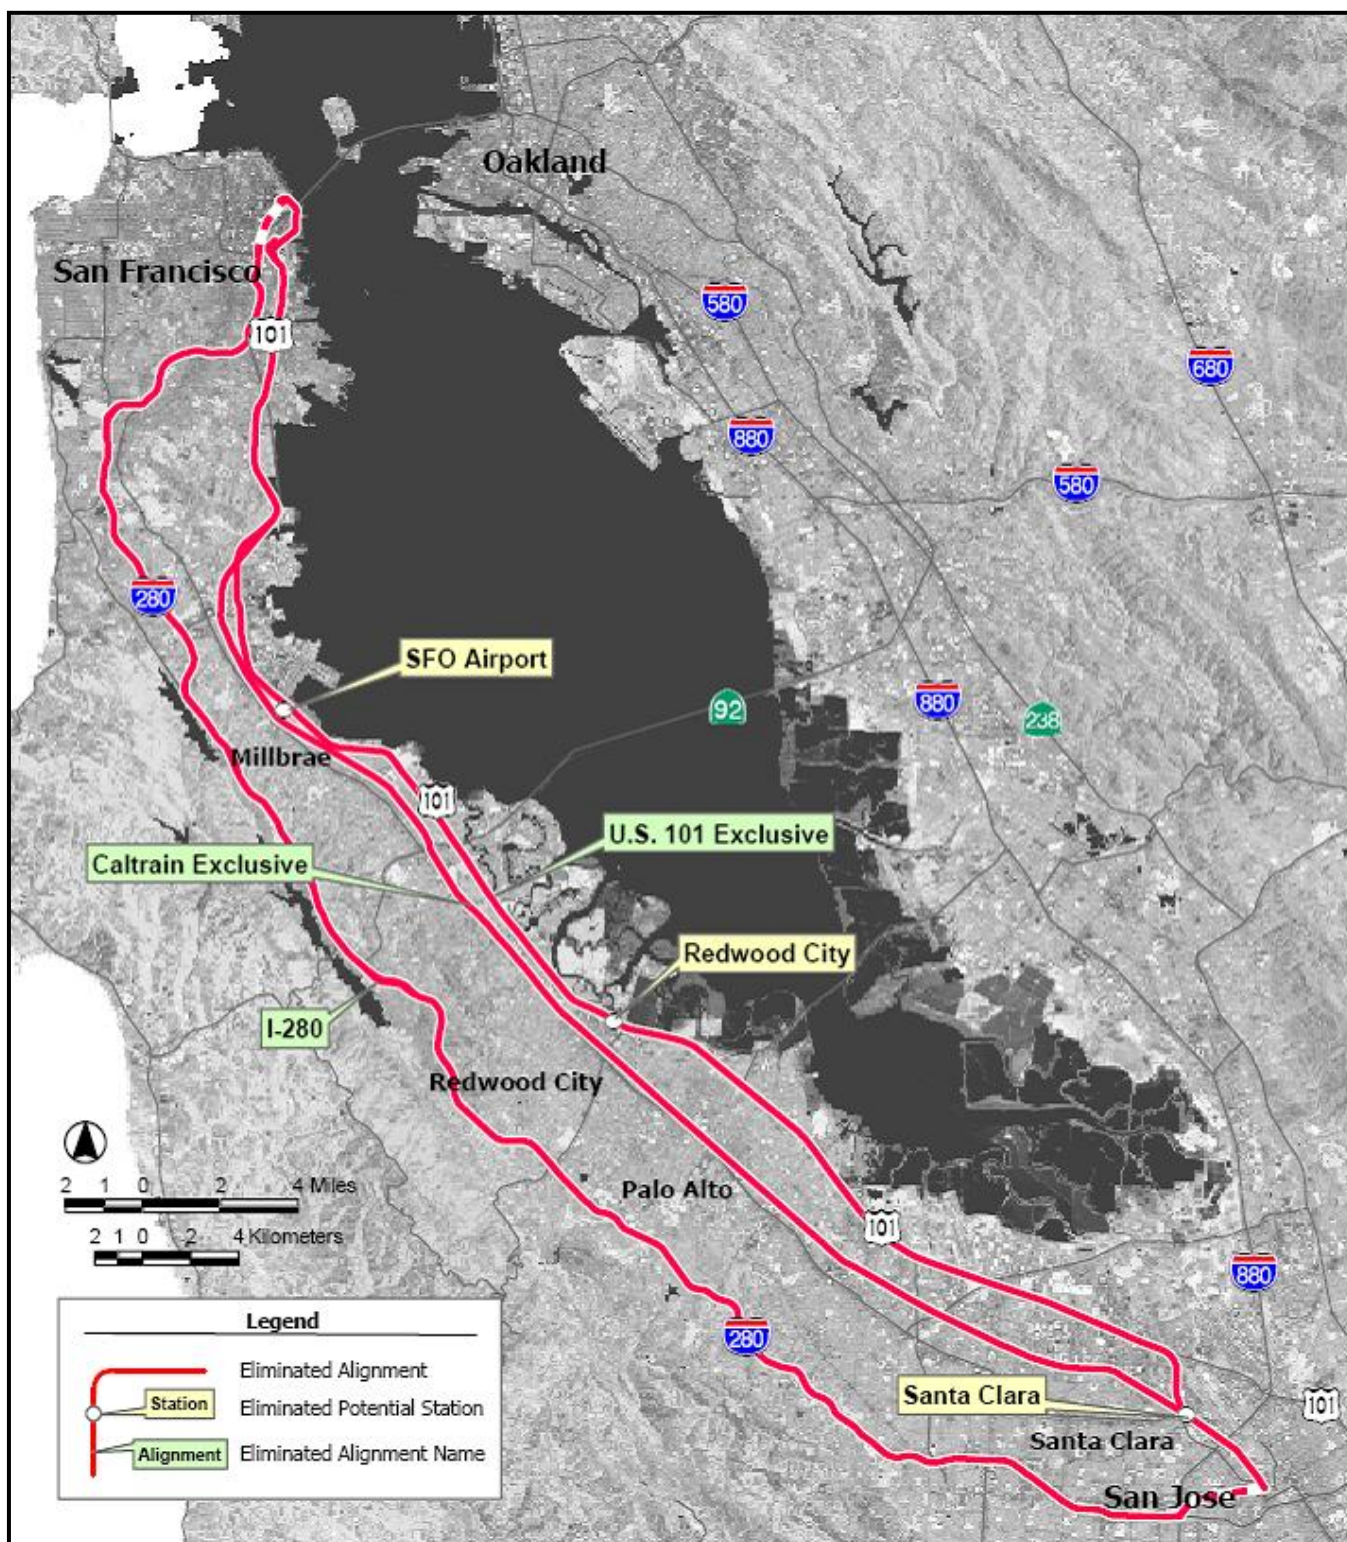 Oakland
San Francisco
101
580
680
880
580
280
SFO Airport
880
238
92
Millbrae
101
U.S. 101 Exclusive
Caltrain Exclusive
Redwood City
I-280
Redwood City
2 1 0 2 4 Miles
2 1 0 2 4 Kilometers
Palo Alto
101
880
280
Santa Clara
101
Santa Clara
San Jose
Legend
Eliminated Alignment
Station Eliminated Potential Station
Alignment Eliminated Alignment Name